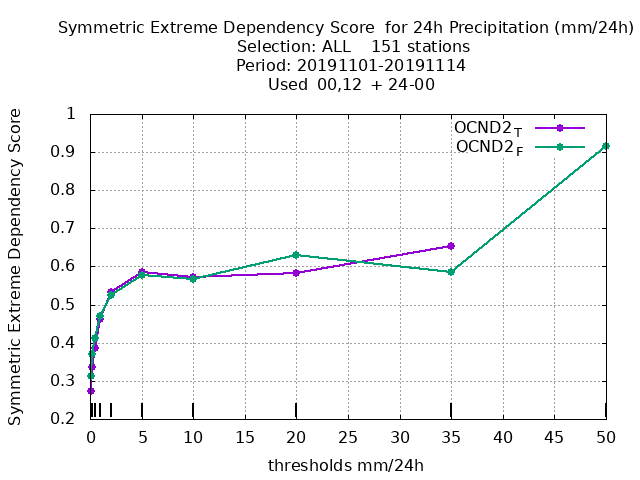 Symmetric Extreme Dependency Score for 24h Precipitation (mm/24h)
Selection: ALL 151 stations
Period: 20191101-20191114
Used 00,12 + 24-00
Symmetric Extreme Dependency Score
1
0.9
0.8
0.7
0.6
0.5
0.4
0.3
0.2
OCND2T
OCND2F
0 5 10 15 20 25 30 35 40 45 50
thresholds mm/24h